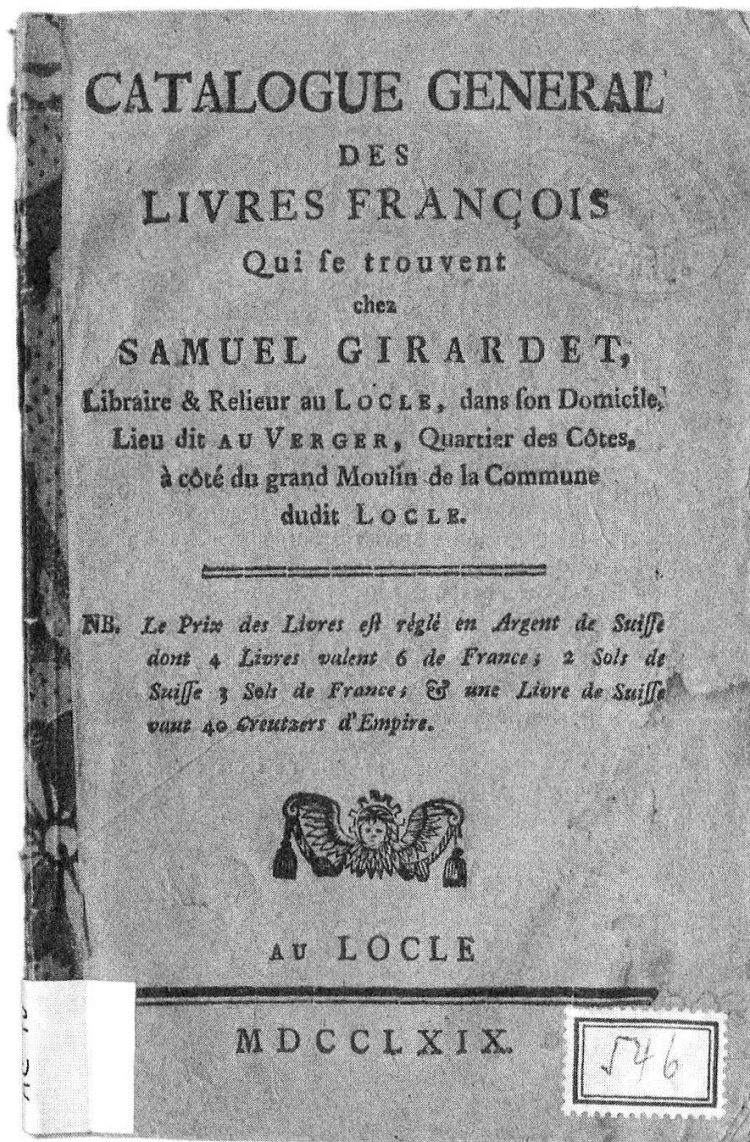 CATALOGUE GENERAL
DES
LIVRES FRANÇOIS
Qui ſe trouvent
chez
SAMUEL GIRARDET,
Libraire & Relieur au LOCLE, dans ſon Domicile,
Lieu dit AU VERGER, Quartier des Côtes,
à côté du grand Moulin de la Commune
dudit LOCLE.
NB. Le Prix des Livres eſt réglé en Argent de Suiſſe
dont 4 Livres valent 6 de France; 2 Sols de
Suiſſe 3 Sols de France; & une Livre de Suiſſe
vaut 40 Creutzers d'Empire.
AU LOCLE
MDCCLXIX.
546